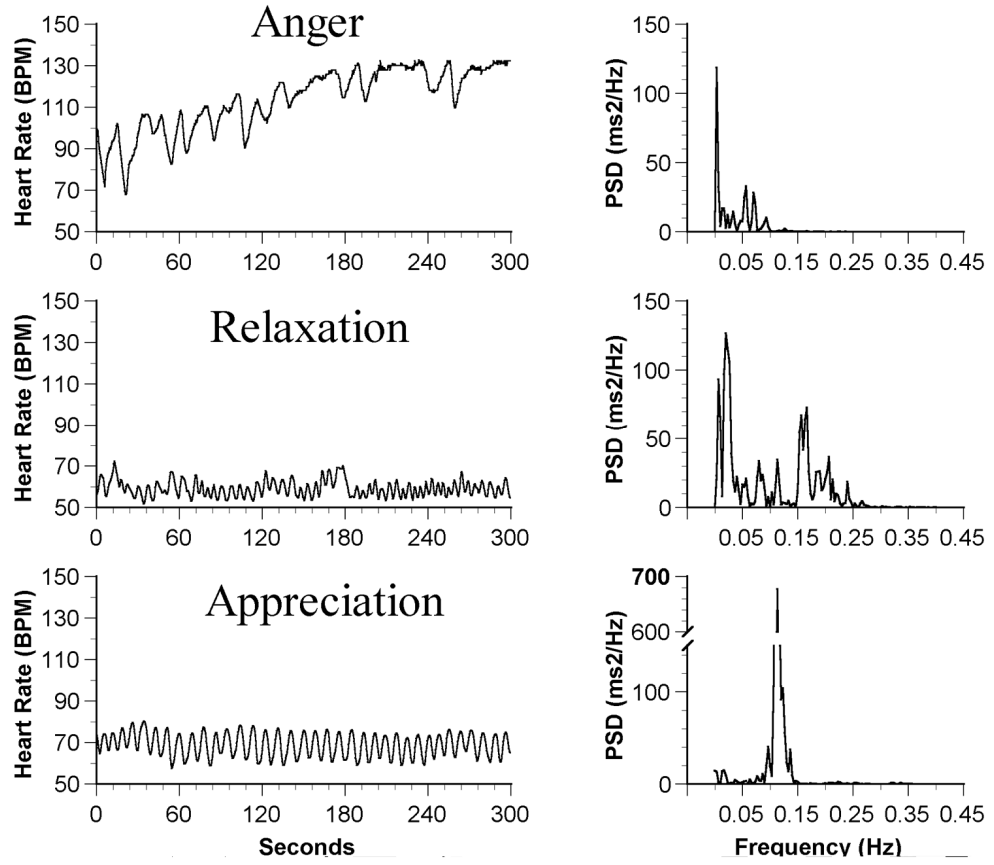 Anger
Heart Rate (BPM)
150
130
110
90
70
50
0 60 120 180 240 300
PSD (ms2/Hz)
150
100
50
0
0.05 0.15 0.25 0.35 0.45
Relaxation
Heart Rate (BPM)
150
130
110
90
70
50
0 60 120 180 240 300
PSD (ms2/Hz)
150
100
50
0
0.05 0.15 0.25 0.35 0.45
Appreciation
Heart Rate (BPM)
150
130
110
90
70
50
0 60 120 180 240 300
Seconds
PSD (ms2/Hz)
700
600
100
0
0.05 0.15 0.25 0.35 0.45
Frequency (Hz)